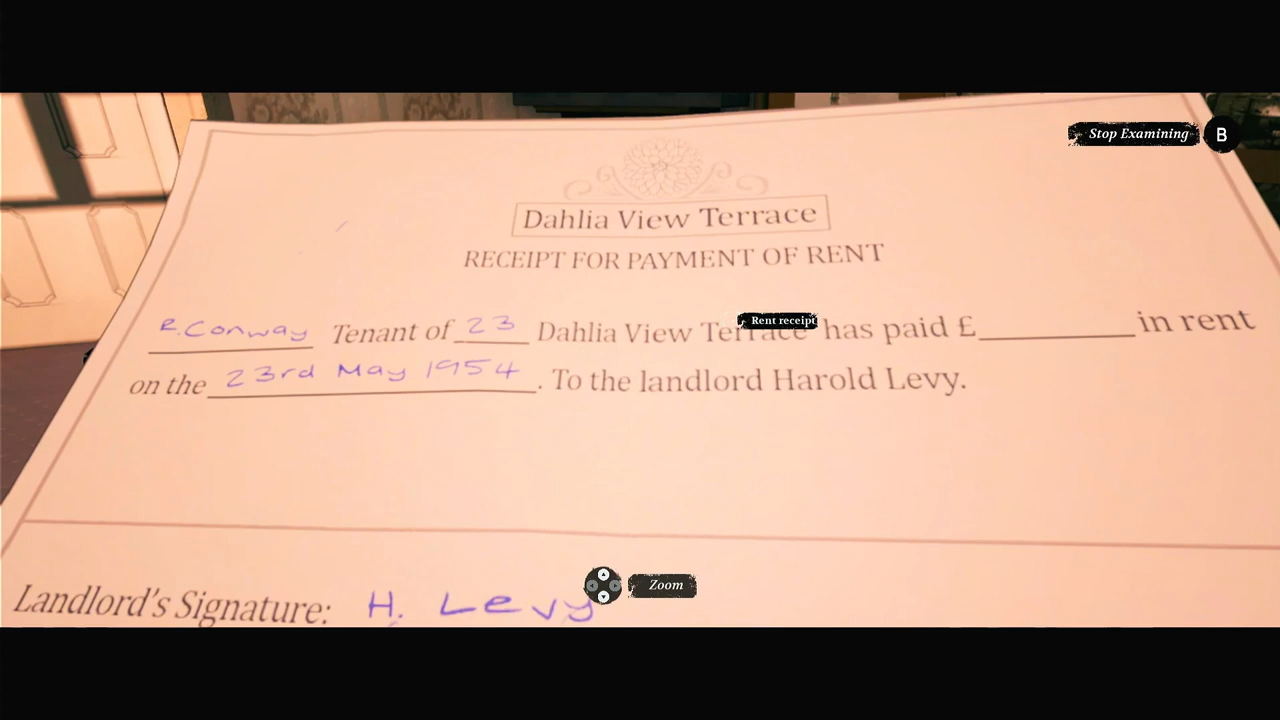 Stop Examining B
Dahlia View Terrace
RECEIPT FOR PAYMENT OF RENT
Rent receipt
R.Conway Tenant of 23 Dahlia View Terrace has paid £ in rent
on the 23rd May 1954. To the landlord Harold Levy.
Zoom
Landlord's Signature: H. Levy